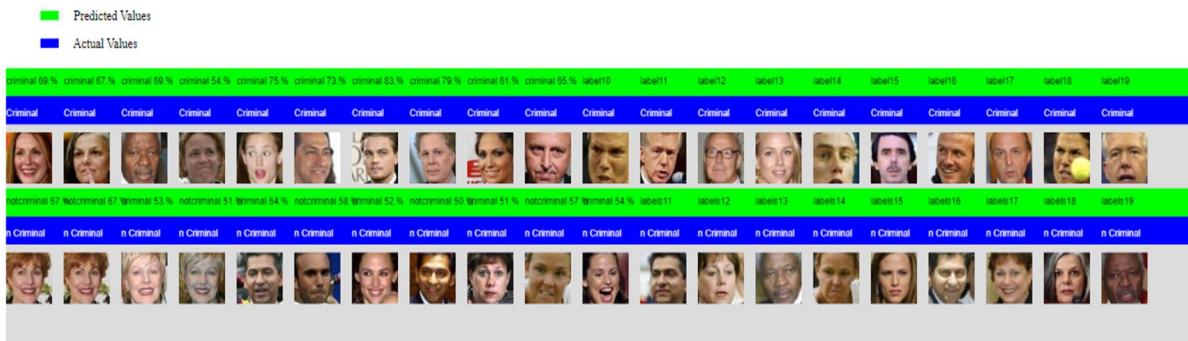 Predicted Values
Actual Values
criminal 69.% criminal 67.% criminal 69.% criminal 54.% criminal 75.% criminal 73.% criminal 83.% criminal 79.% criminal 61.% criminal 65.% label10 label11 label12 label13 label14 label15 label16 label17 label18 label19
Criminal Criminal Criminal Criminal Criminal Criminal Criminal Criminal Criminal Criminal Criminal Criminal Criminal Criminal Criminal Criminal Criminal Criminal Criminal Criminal
notcriminal 67 notcriminal 67. criminal 53. notcriminal 51. criminal 64.% notcriminal 58. criminal 52.% notcriminal 50. criminal 51.% notcriminal 57 criminal 54.% labels11 labels12 labels13 labels14 labels15 labels16 labels17 labels18 labels19
n Criminal n Criminal n Criminal n Criminal n Criminal n Criminal n Criminal n Criminal n Criminal n Criminal n Criminal n Criminal n Criminal n Criminal n Criminal n Criminal n Criminal n Criminal n Criminal n Criminal